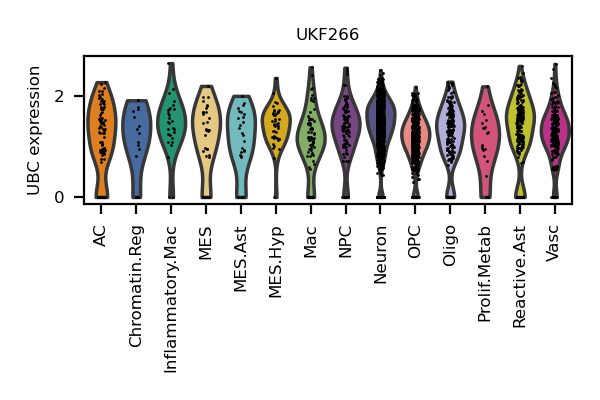 UKF266
UBC expression
2
0
AC
Chromatin.Reg
Inflammatory.Mac
MES
MES.Ast
MES.Hyp
Mac
NPC
Neuron
OPC
Oligo
Prolif.Metab
Reactive.Ast
Vasc